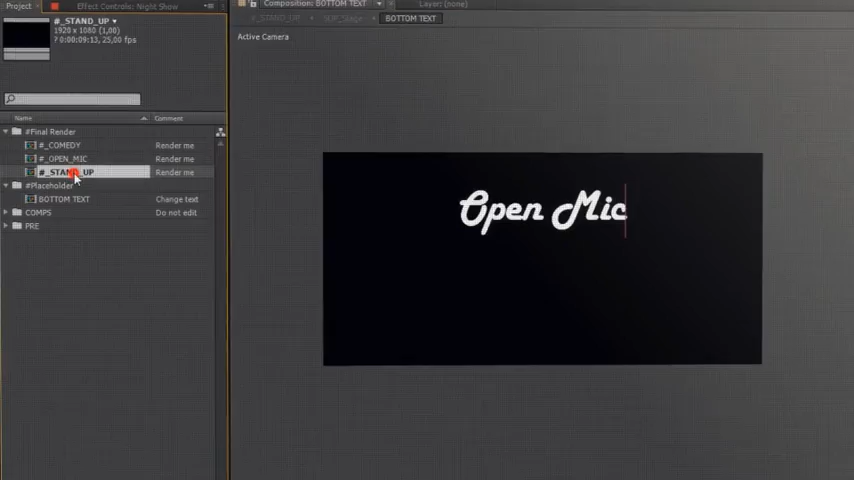 Project
Effect Controls: Night Show
Composition: BOTTOM TEXT
Layer: (none)
#_STAND_UP
1920 x 1080 (1,00)
? 0:00:09:13, 25,00 fps
#_STAND_UP
BOTTOM TEXT
Active Camera
Name
Comment
#Final Render
#_COMEDY
Render me
#_OPEN_MIC
Render me
#_STAND_UP
Render me
#Placeholder
BOTTOM TEXT
Change text
COMPS
Do not edit
PRE
Open Mic